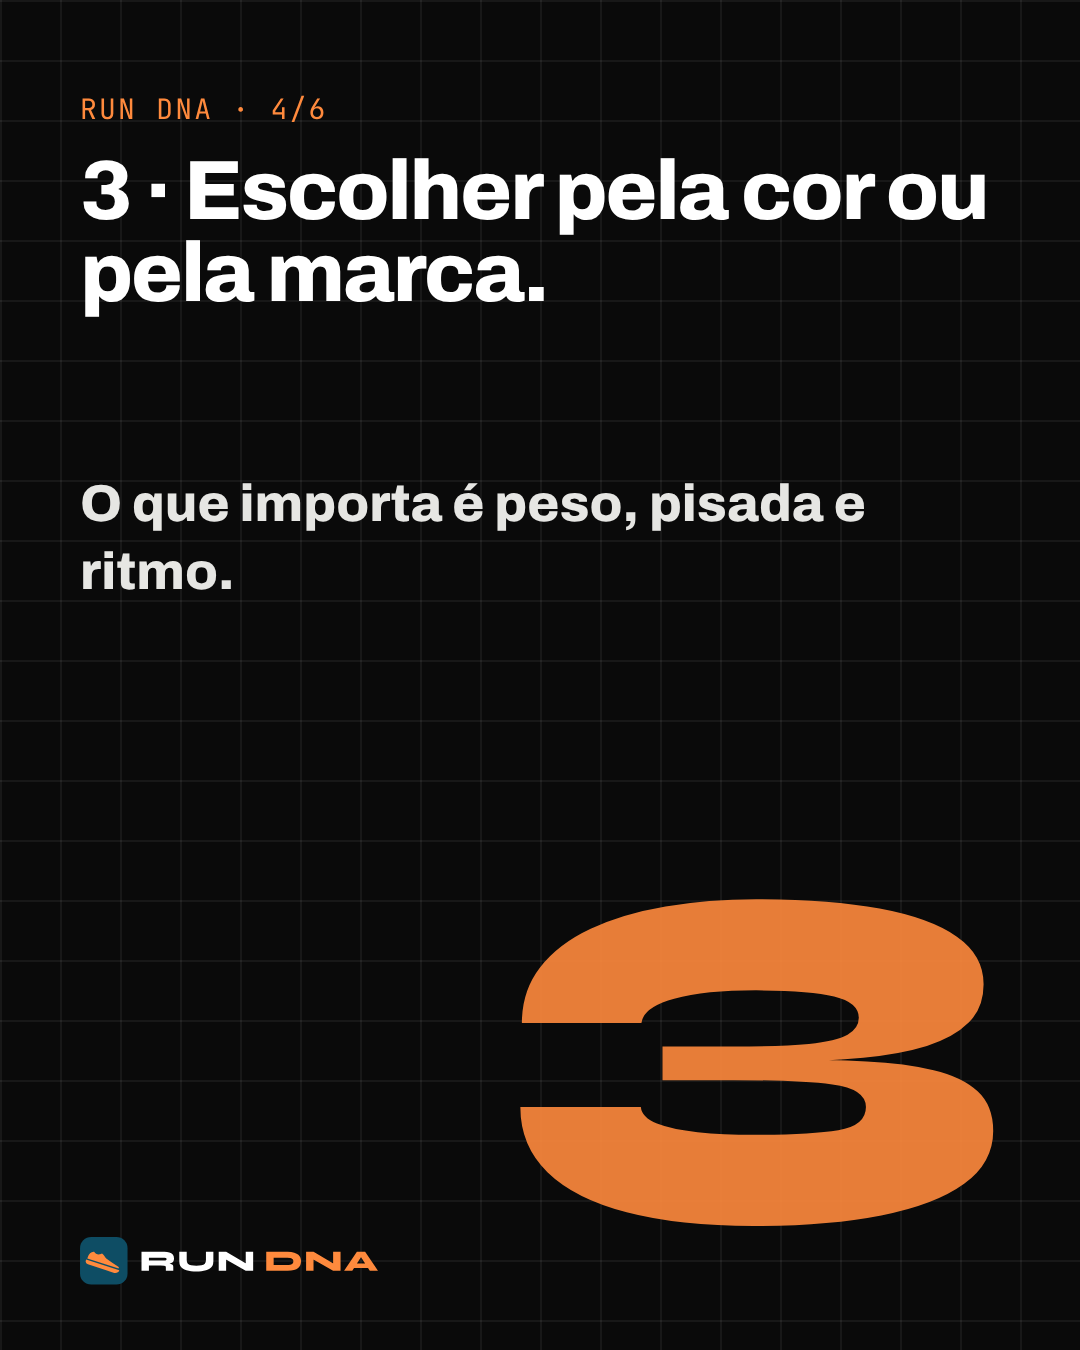 RUN DNA · 4/6
3 · Escolher pela cor ou
pela marca.
O que importa é peso, pisada e
ritmo.
3
RUN DNA